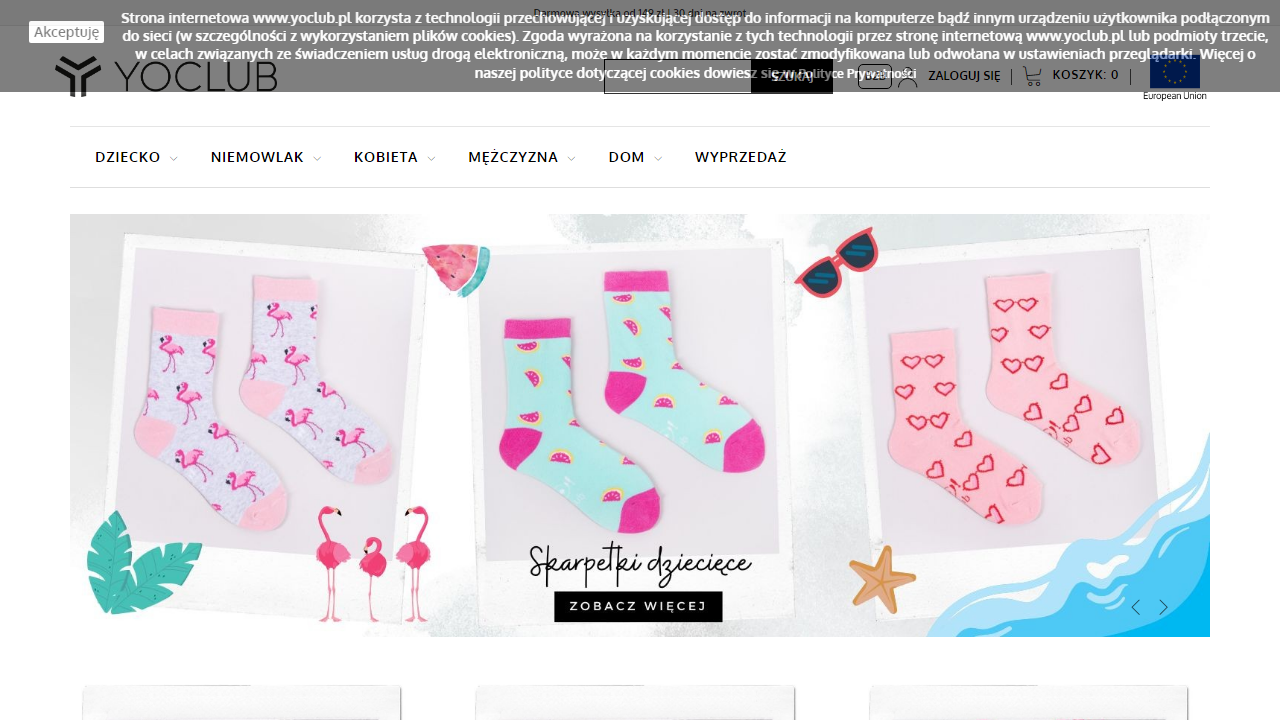 Darmowa wysyłka od 149 zł | 30 dni na zwrot
Akceptuję
Strona internetowa www.yoclub.pl korzysta z technologii przechowującej i uzyskującej dostęp do informacji na komputerze bądź innym urządzeniu użytkownika podłączonym
do sieci (w szczególności z wykorzystaniem plików cookies). Zgoda wyrażona na korzystanie z tych technologii przez stronę internetową www.yoclub.pl lub podmioty trzecie,
w celach związanych ze świadczeniem usług drogą elektroniczną, może w każdym momencie zostać zmodyfikowana lub odwołana w ustawieniach przeglądarki. Więcej o
naszej polityce dotyczącej cookies dowiesz się w Polityce Prywatności
YOCLUB
SZUKAJ
B2B
ZALOGUJ SIĘ
KOSZYK: 0
European Union
DZIECKO
NIEMOWLAK
KOBIETA
MĘŻCZYZNA
DOM
WYPRZEDAŻ
Skarpetki dziecięce
ZOBACZ WIĘCEJ